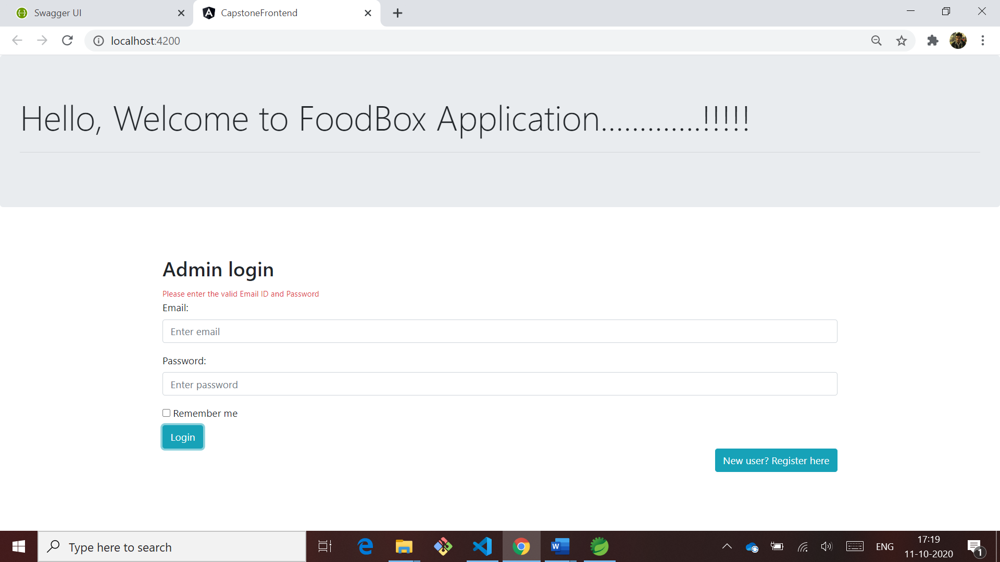 Swagger UI
CapstoneFrontend
localhost:4200
Hello, Welcome to FoodBox Application.............!!!!!
Admin login
Please enter the valid Email ID and Password
Email:
Enter email
Password:
Enter password
Remember me
Login
New user? Register here
Type here to search
ENG
17:19
11-10-2020
1